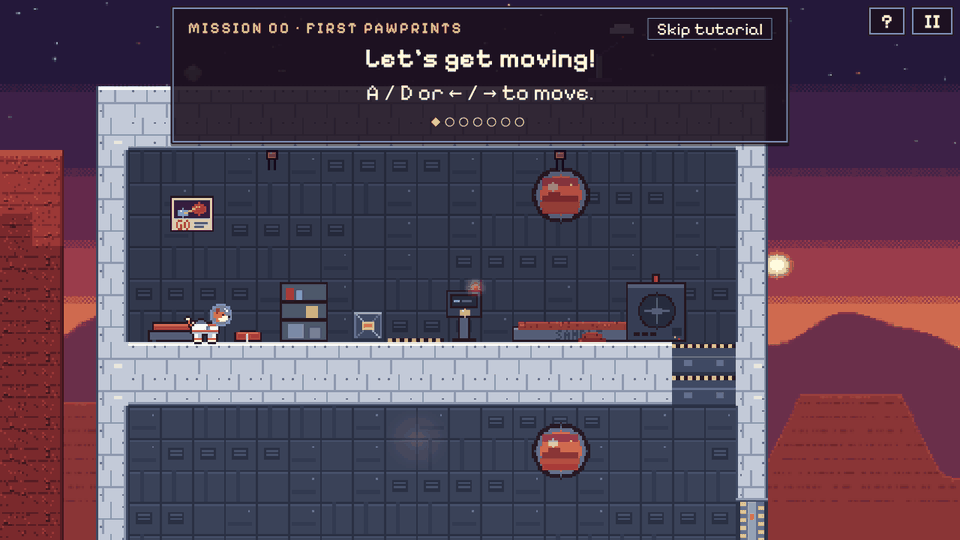 MISSION 00 · FIRST PAWPRINTS
Skip tutorial
? II
Let's get moving!
A / D or ← / → to move.
GO